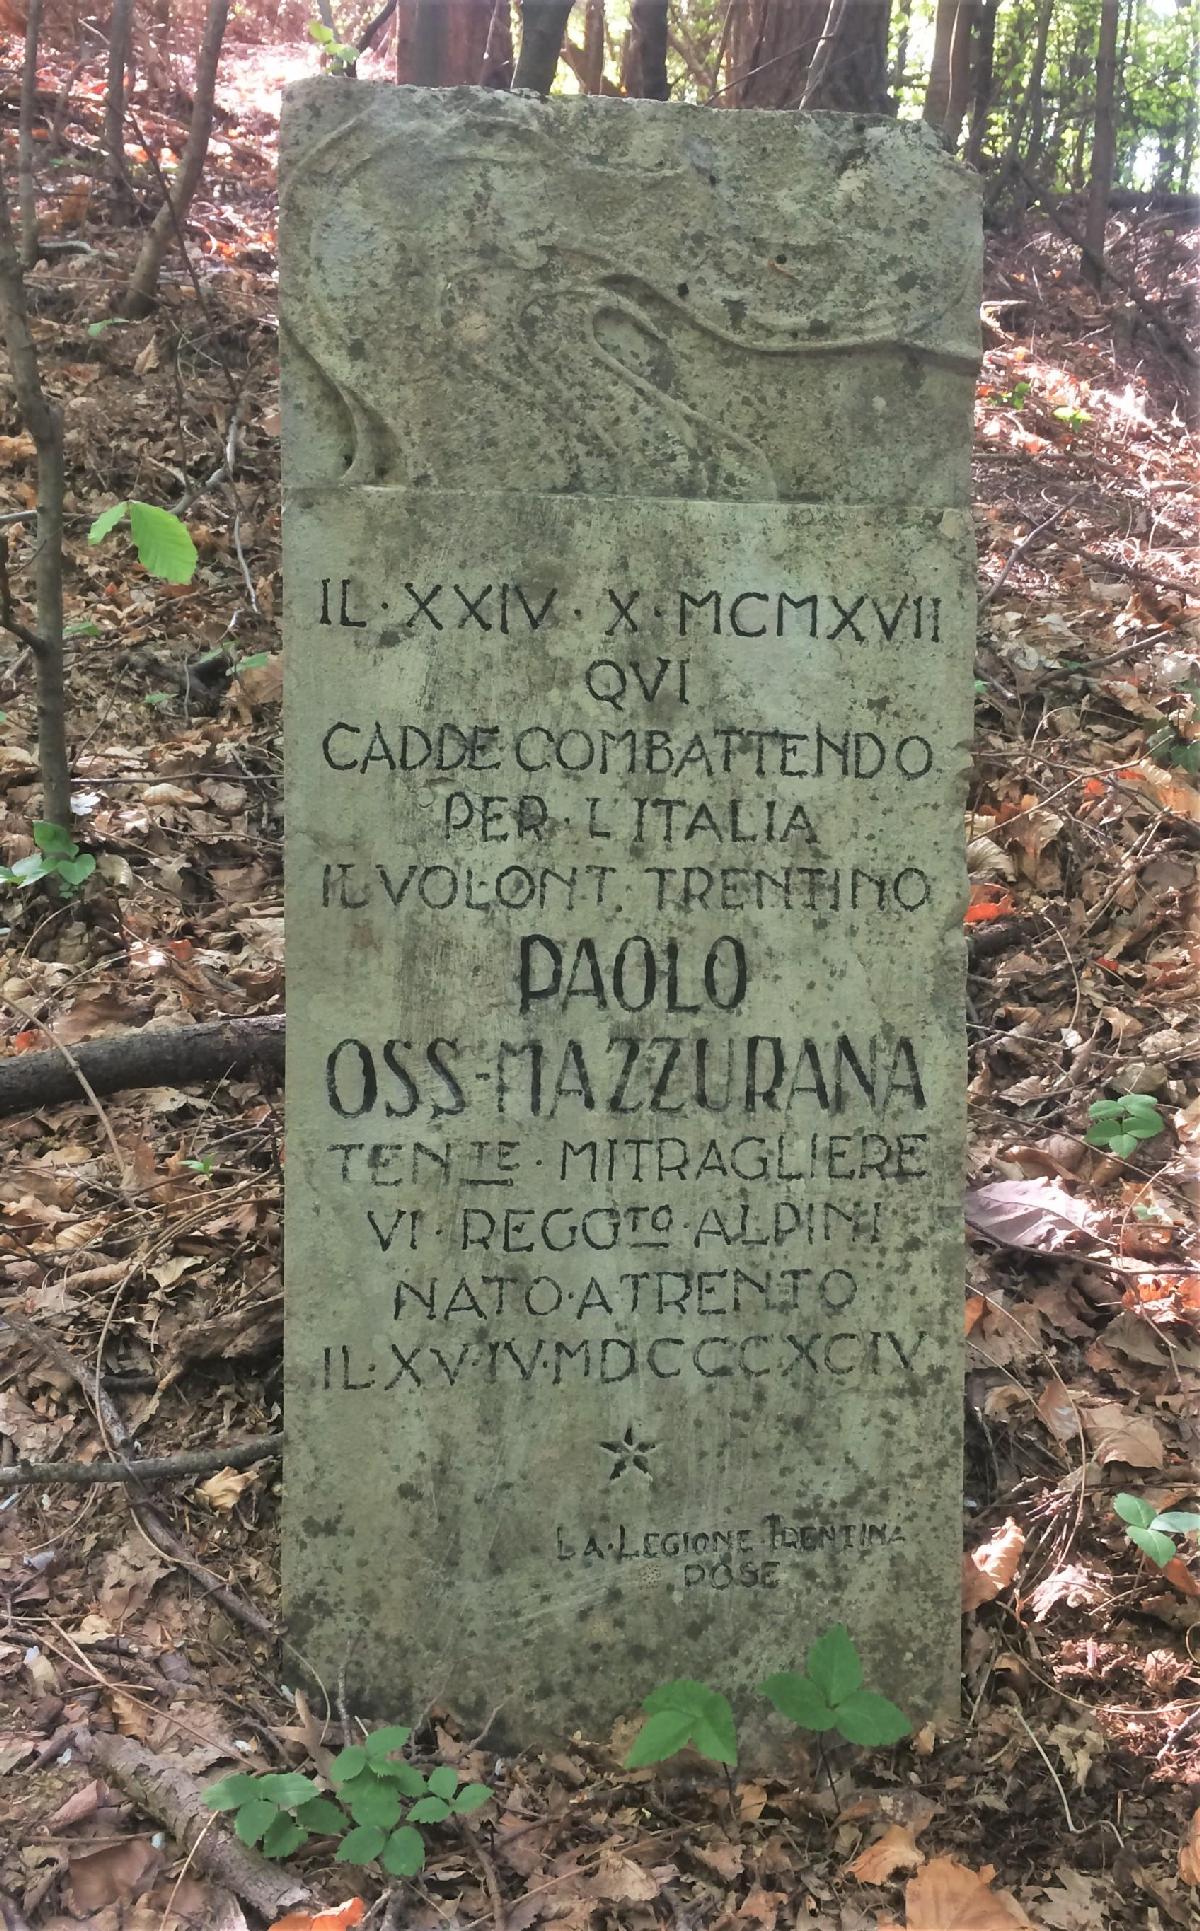 IL·XXIV·X·MCMXVII
QVI
CADDE COMBATTENDO
PER·L'ITALIA
IL VOLONT. TRENTINO
PAOLO
OSS-MAZZURANA
TENTE·MITRAGLIERE
VI·REGGTO·ALPINI
NATO·A TRENTO
IL·XV·IV·MDCCCXCIV
LA·LEGIONE TRENTINA
POSE